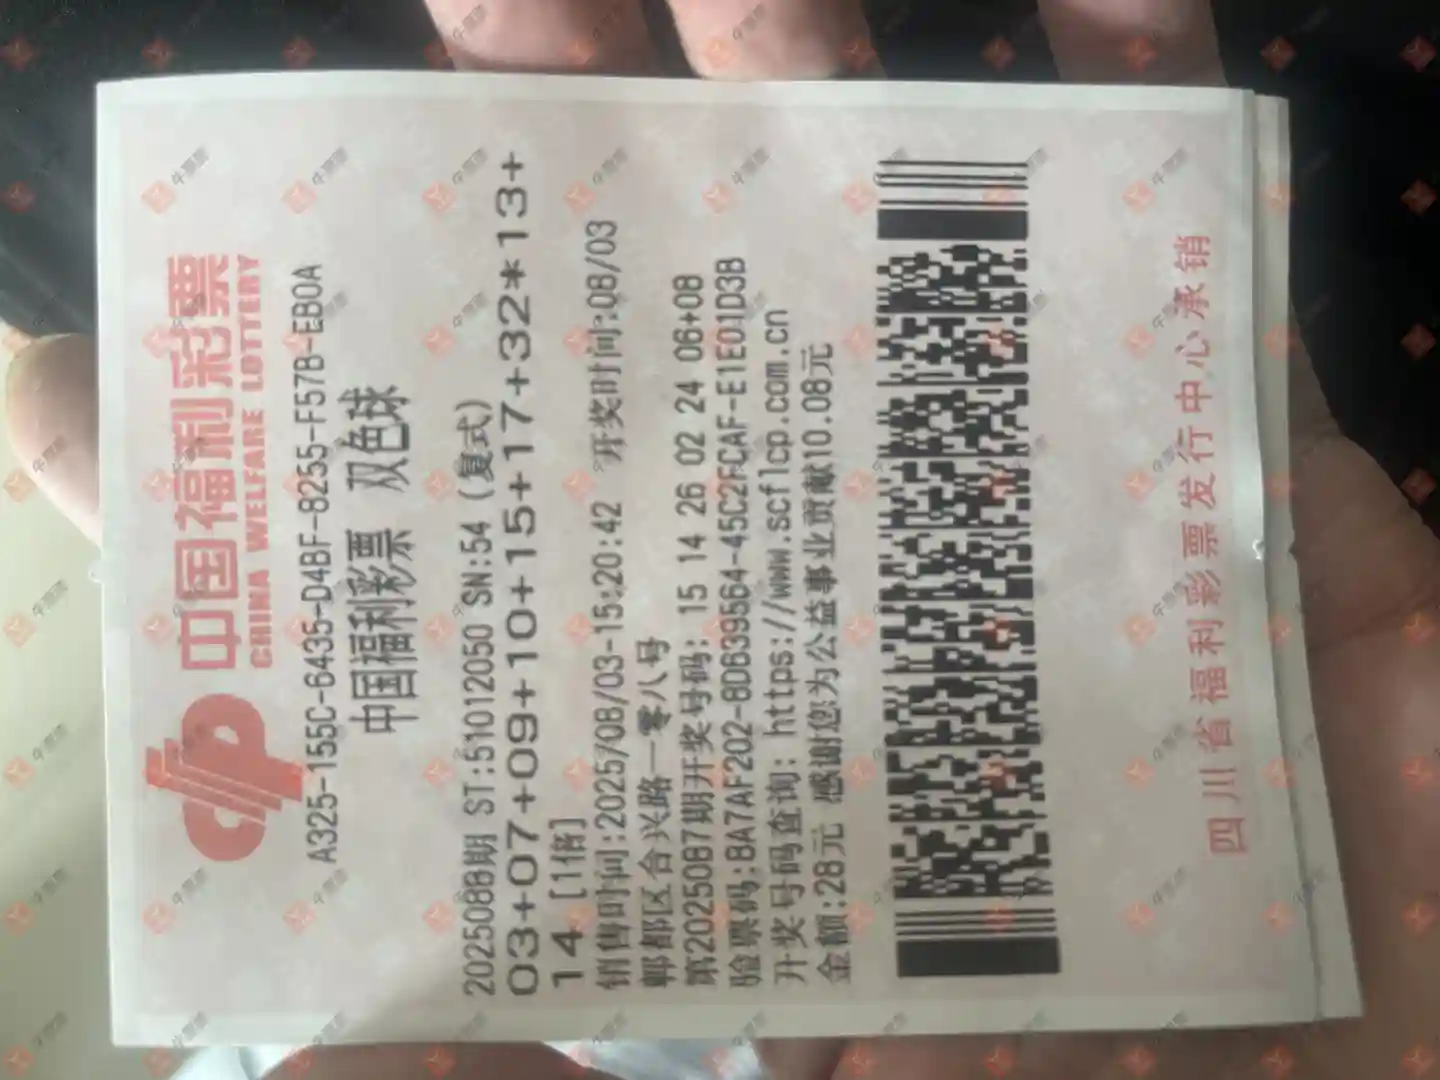 中国福利彩票
CHINA WELFARE LOTTERY
A325-155C-6435-D4BF-8255-F57B-EB0A
中国福利彩票 双色球
2025088期 ST:51012050 SN:54 (复式)
03+07+09+10+15+17+32*13+
14 [1倍]
销售时间:2025/08/03-15:20:42 开奖时间:08/03
郫都区合兴路一零八号
第2025087期开奖号码: 15 14 26 02 24 06+08
验票码:BA7AF202-8D639564-45C2FCAF-E1E01D3B
开奖号码查询: https://www.scflcp.com.cn
金额:28元 感谢您为公益事业贡献10.08元
四川省福利彩票发行中心承销